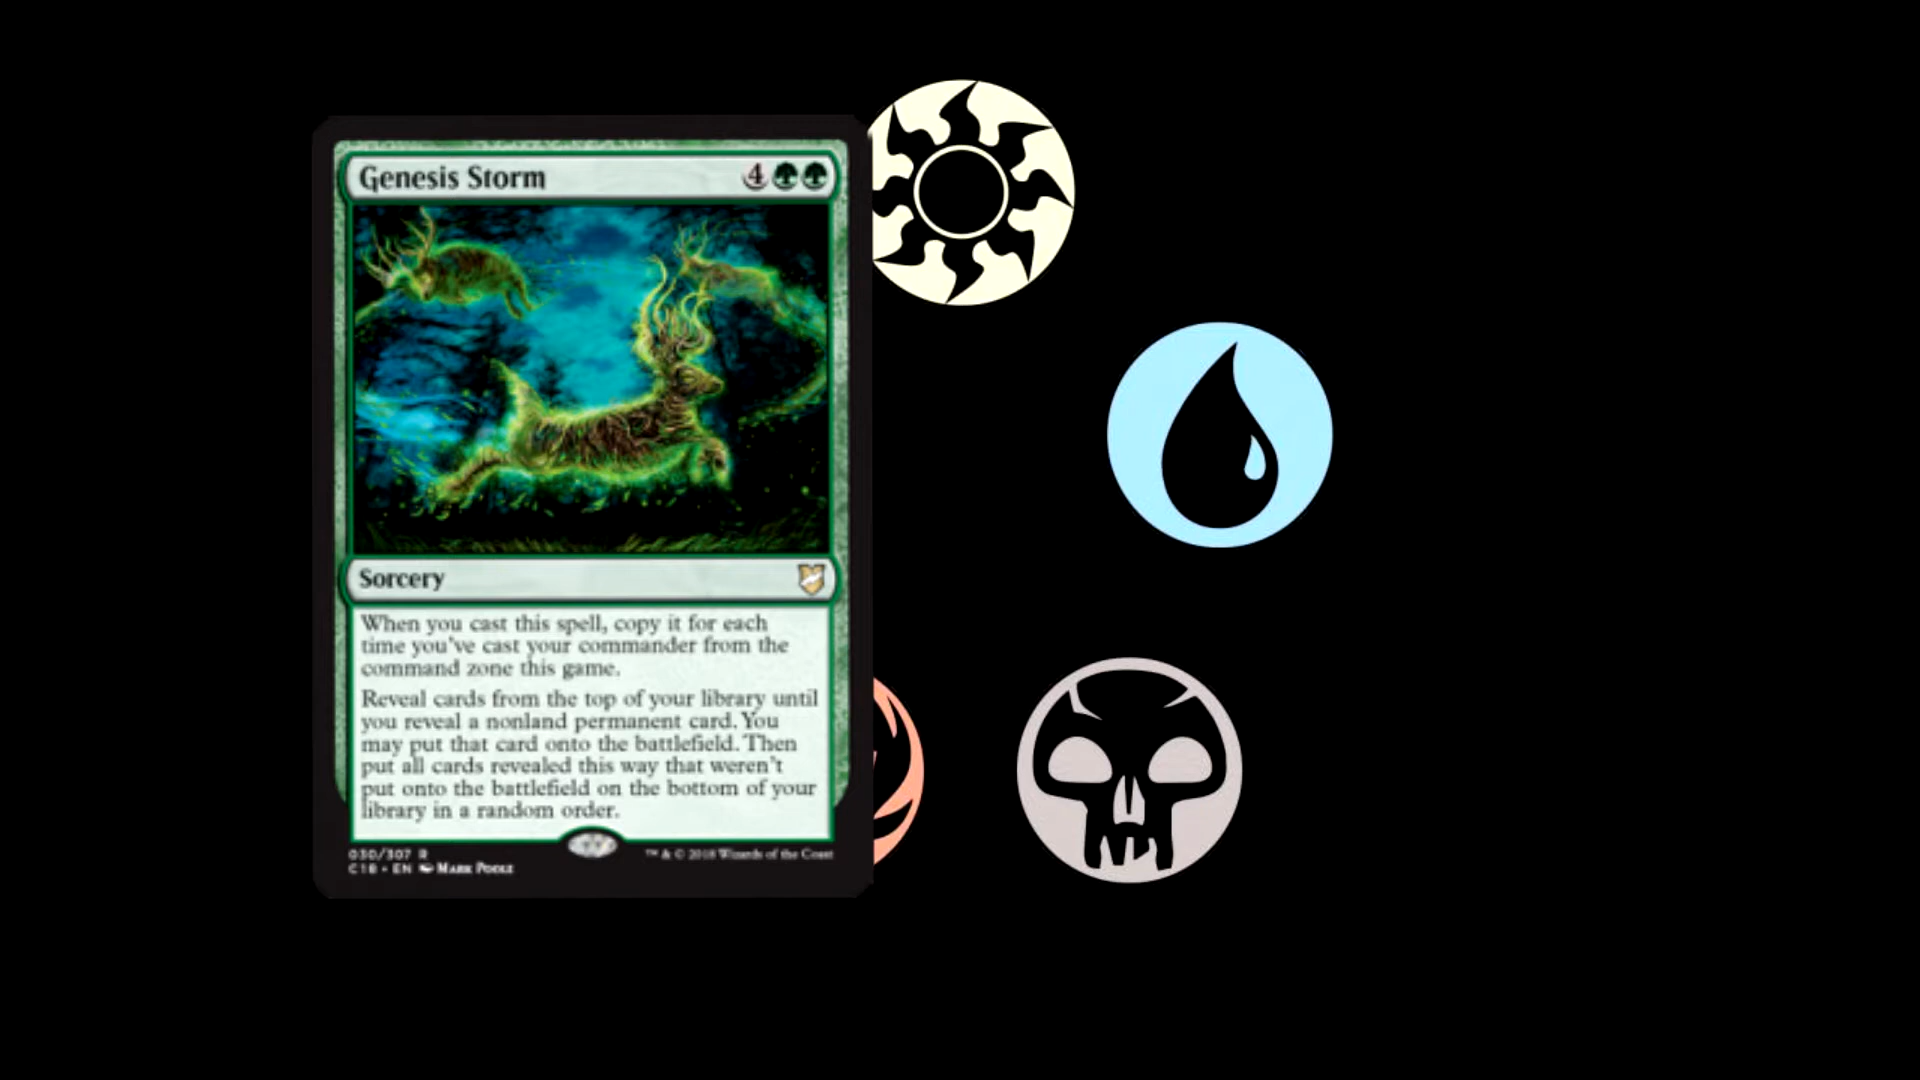 Genesis Storm 4
Sorcery
When you cast this spell, copy it for each
time you've cast your commander from the
command zone this game.
Reveal cards from the top of your library until
you reveal a nonland permanent card. You
may put that card onto the battlefield. Then
put all cards revealed this way that weren't
put onto the battlefield on the bottom of your
library in a random order.
030/307 R
™ & © 2018 Wizards of the Coast
C18 • EN Mark Poole